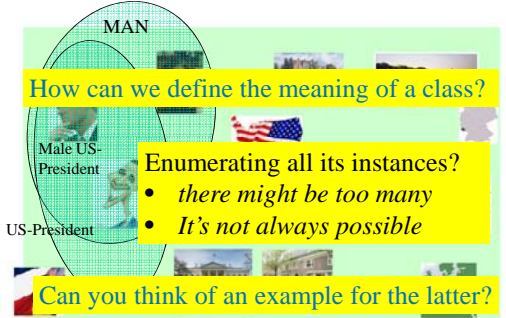 MAN
How can we define the meaning of a class?
Male US-
President
Enumerating all its instances?
• there might be too many
• It's not always possible
US-President
Can you think of an example for the latter?